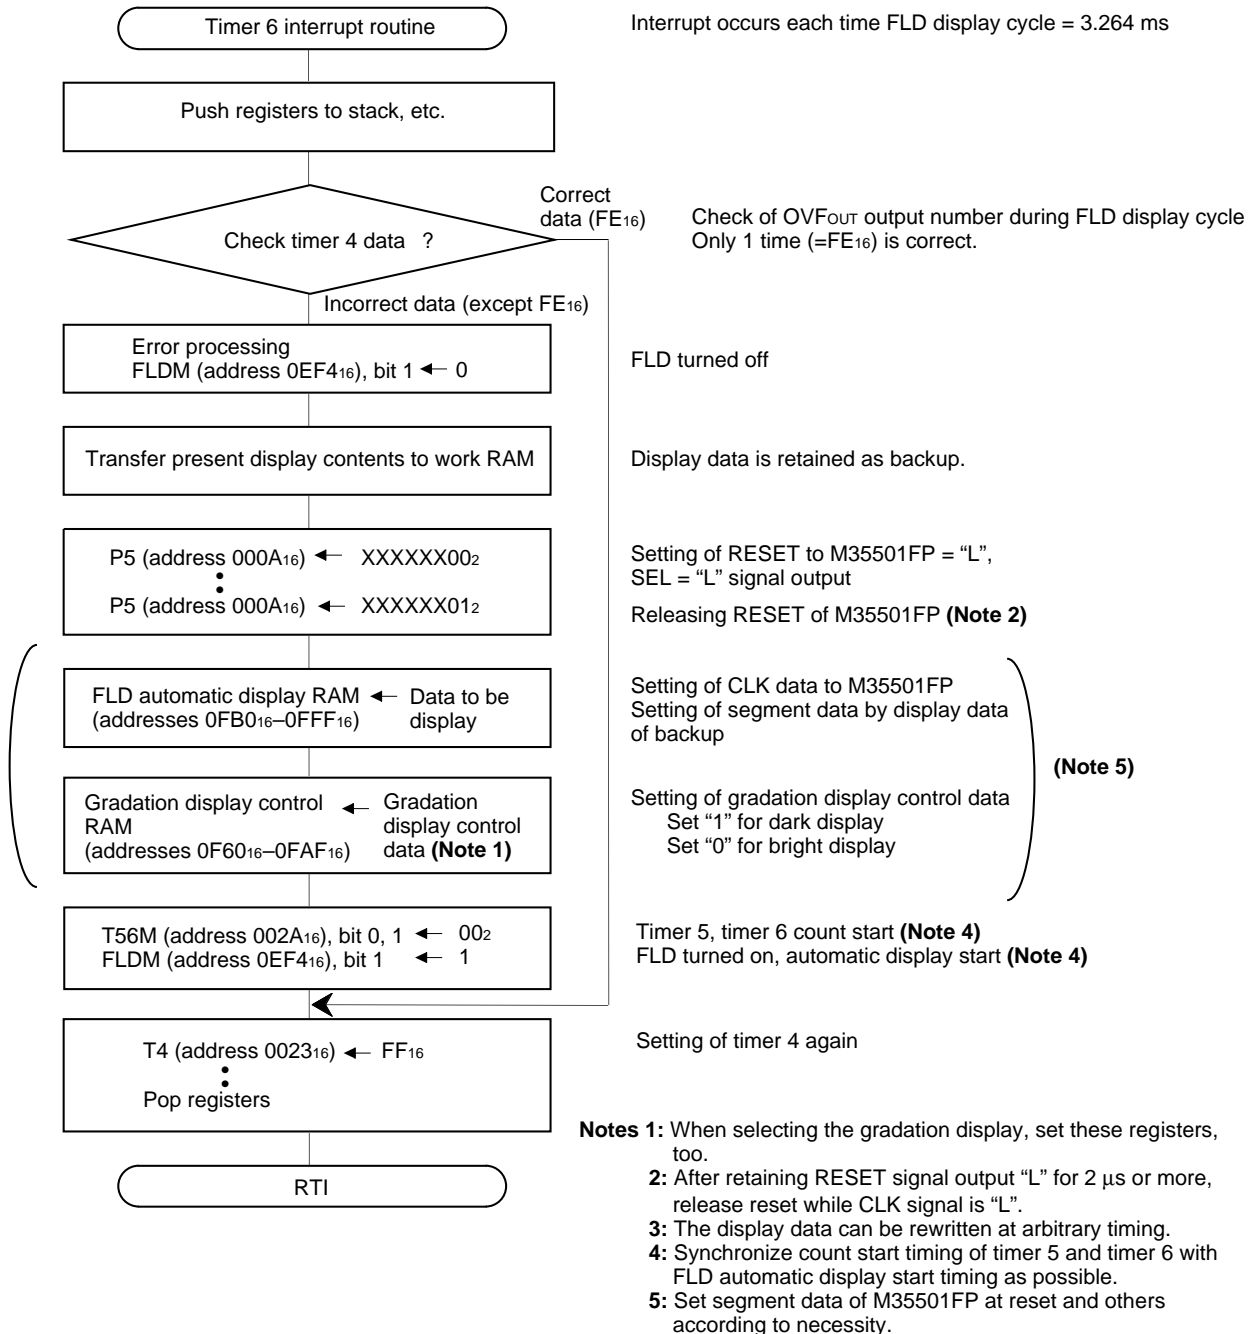 Timer 6 interrupt routine
Interrupt occurs each time FLD display cycle = 3.264 ms
Push registers to stack, etc.
Correct
data (FE16)
Check timer 4 data ?
Check of OVFOUT output number during FLD display cycle
Only 1 time (=FE16) is correct.
Incorrect data (except FE16)
Error processing
FLDM (address 0EF416), bit 1 ← 0
FLD turned off
Transfer present display contents to work RAM
Display data is retained as backup.
P5 (address 000A16) ← XXXXXX002
P5 (address 000A16) ← XXXXXX012
Setting of RESET to M35501FP = “L”,
SEL = “L” signal output
Releasing RESET of M35501FP (Note 2)
FLD automatic display RAM ← Data to be
(addresses 0FB016–0FFF16) display
Setting of CLK data to M35501FP
Setting of segment data by display data
of backup
(Note 5)
Gradation display control ← Gradation
RAM display control
(addresses 0F6016–0FAF16) data (Note 1)
Setting of gradation display control data
Set “1” for dark display
Set “0” for bright display
T56M (address 002A16), bit 0, 1 ← 002
FLDM (address 0EF416), bit 1 ← 1
Timer 5, timer 6 count start (Note 4)
FLD turned on, automatic display start (Note 4)
T4 (address 002316) ← FF16
Pop registers
Setting of timer 4 again
RTI
Notes 1: When selecting the gradation display, set these registers,
too.
2: After retaining RESET signal output “L” for 2 μs or more,
release reset while CLK signal is “L”.
3: The display data can be rewritten at arbitrary timing.
4: Synchronize count start timing of timer 5 and timer 6 with
FLD automatic display start timing as possible.
5: Set segment data of M35501FP at reset and others
according to necessity.